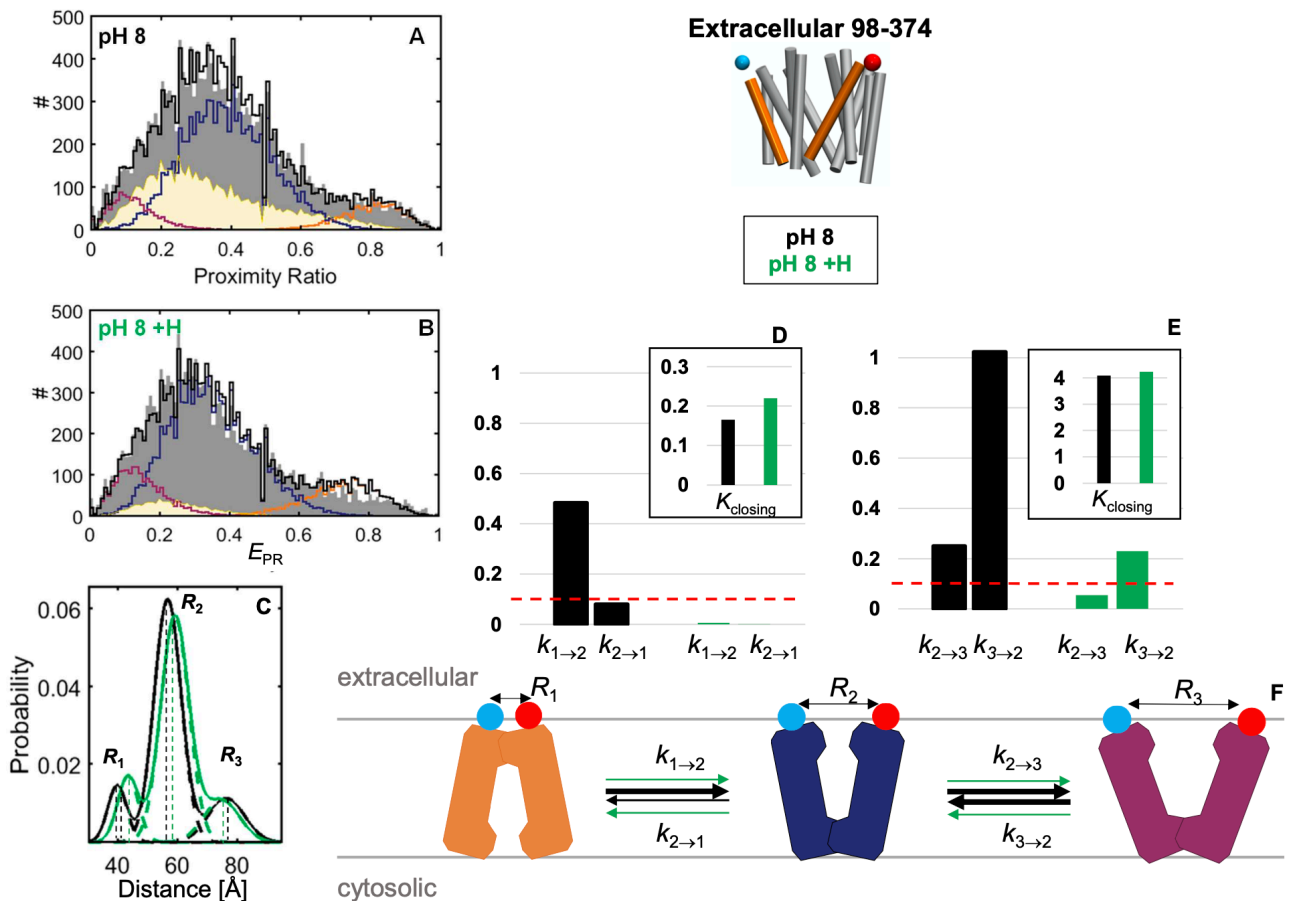 500
400
300
200
100
0
#
pH 8
A
0 0.2 0.4 0.6 0.8 1
Proximity Ratio
Extracellular 98-374
pH 8
pH 8 +H
500
400
300
200
100
0
#
pH 8 +H
B
0 0.2 0.4 0.6 0.8 1
E_PR
0.06
0.04
0.02
Probability
C
R₁
R₂
R₃
40 60 80
Distance [Å]
D
1
0.8
0.6
0.4
0.2
0
0.3
0.2
0.1
0
K_closing
k₁→₂ k₂→₁ k₁→₂ k₂→₁
E
1
0.8
0.6
0.4
0.2
0
4
3
2
1
0
K_closing
k₂→₃ k₃→₂ k₂→₃ k₃→₂
extracellular
R₁
R₂
R₃
F
k₁→₂
k₂→₁
k₂→₃
k₃→₂
cytosolic